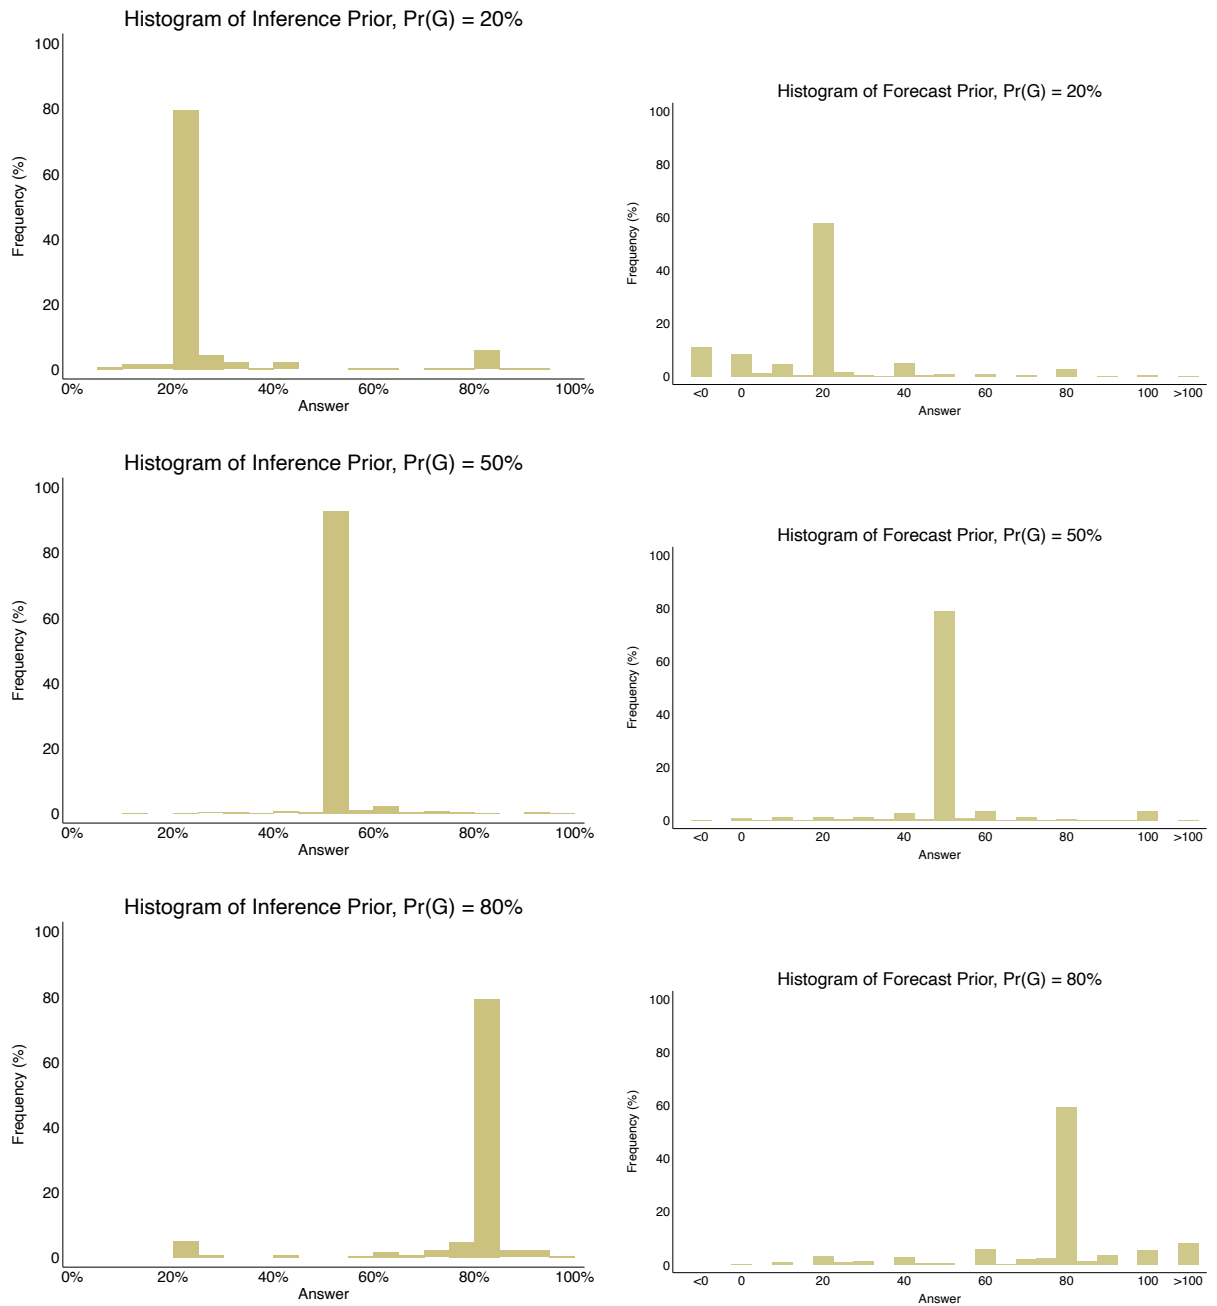 Histogram of Inference Prior, Pr(G) = 20%
100
80
60
40
20
0
Frequency (%)
0% 20% 40% 60% 80% 100%
Answer
Histogram of Forecast Prior, Pr(G) = 20%
100
80
60
40
20
0
Frequency (%)
<0 0 20 40 60 80 100 >100
Answer
Histogram of Inference Prior, Pr(G) = 50%
100
80
60
40
20
0
Frequency (%)
0% 20% 40% 60% 80% 100%
Answer
Histogram of Forecast Prior, Pr(G) = 50%
100
80
60
40
20
0
Frequency (%)
<0 0 20 40 60 80 100 >100
Answer
Histogram of Inference Prior, Pr(G) = 80%
100
80
60
40
20
0
Frequency (%)
0% 20% 40% 60% 80% 100%
Answer
Histogram of Forecast Prior, Pr(G) = 80%
100
80
60
40
20
0
Frequency (%)
<0 0 20 40 60 80 100 >100
Answer